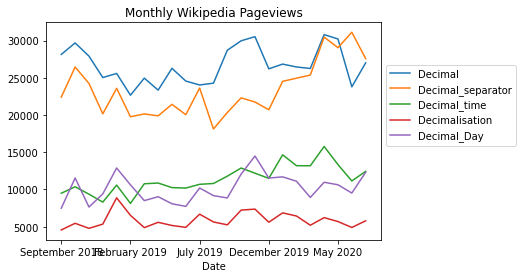 Monthly Wikipedia Pageviews
30000
25000
20000
15000
10000
5000
Decimal
Decimal_separator
Decimal_time
Decimalisation
Decimal_Day
September 2018 February 2019 July 2019 December 2019 May 2020
Date